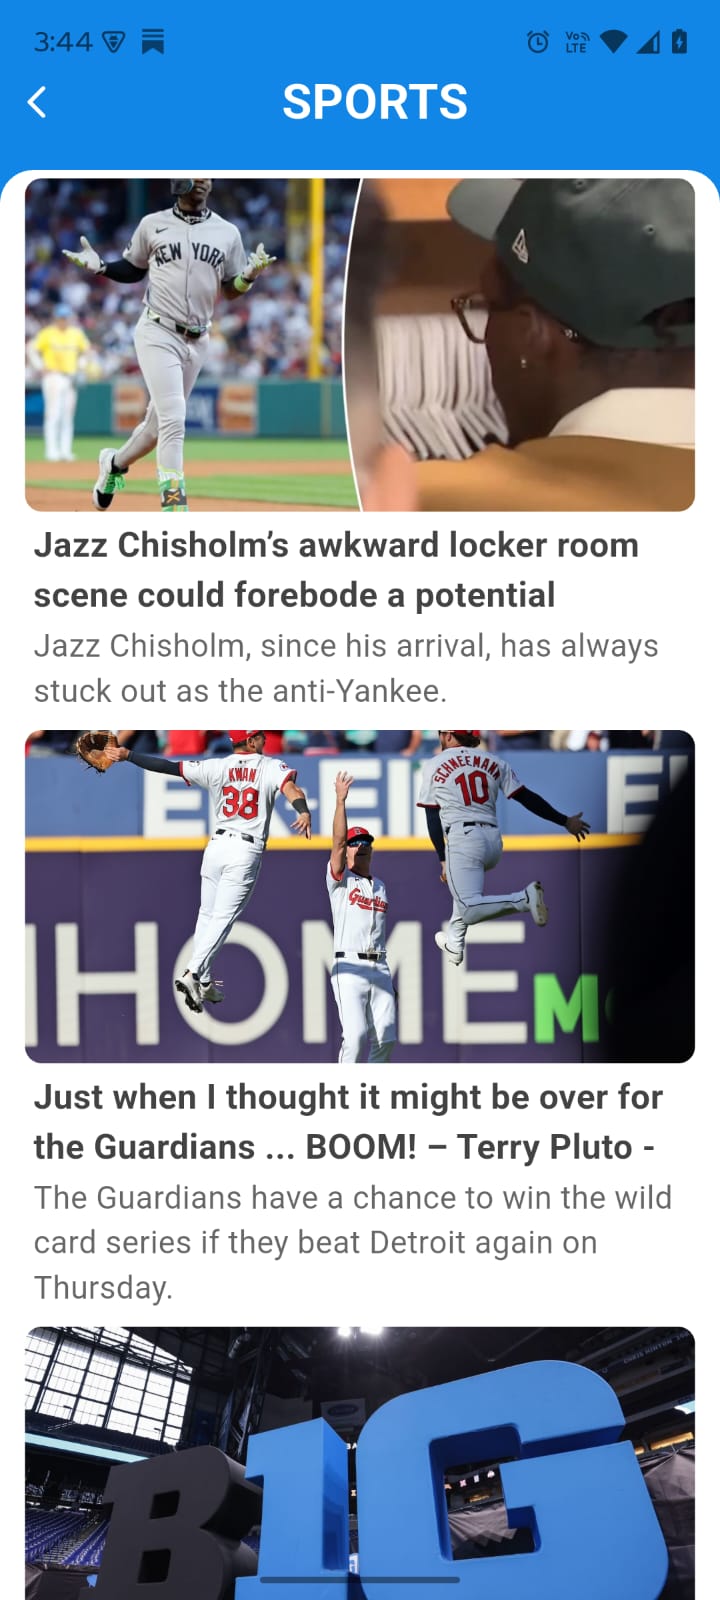 3:44
Vo))
LTE
SPORTS
NEW YORK
Jazz Chisholm’s awkward locker room
scene could forebode a potential
Jazz Chisholm, since his arrival, has always
stuck out as the anti-Yankee.
KWAN
38
SCHNEEMANN
10
Guardians
HOME
M
Just when I thought it might be over for
the Guardians ... BOOM! – Terry Pluto -
The Guardians have a chance to win the wild
card series if they beat Detroit again on
Thursday.
B1G